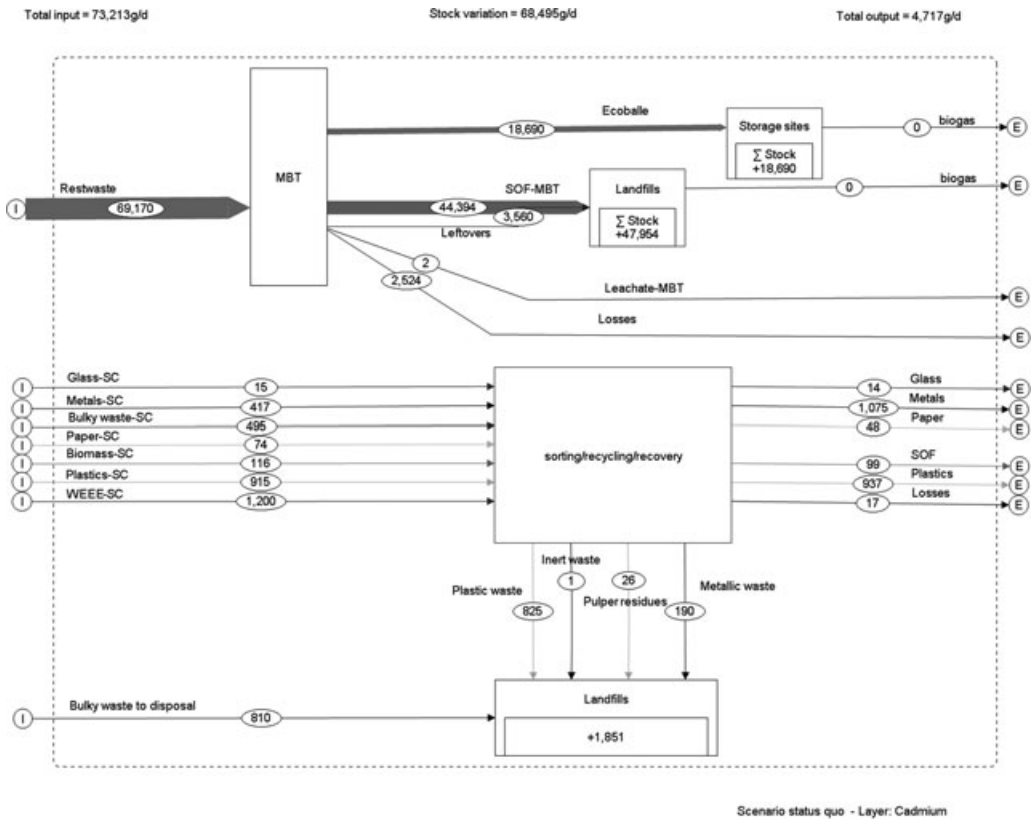 Total input = 73,213g/d
Stock variation = 68,495g/d
Total output = 4,717g/d
Ecoballe
18,690
Storage sites
∑ Stock
+18,690
0
biogas
E
MBT
I
Restwaste
69,170
SOF-MBT
44,394
3,560
Leftovers
Landfills
∑ Stock
+47,954
0
biogas
E
2
2,524
Leachate-MBT
E
Losses
E
I
Glass-SC
15
I
Metals-SC
417
I
Bulky waste-SC
495
I
Paper-SC
74
I
Biomass-SC
116
I
Plastics-SC
915
I
WEEE-SC
1,200
sorting/recycling/recovery
14
Glass
E
1,075
Metals
E
48
Paper
E
99
SOF
E
937
Plastics
E
17
Losses
E
Plastic waste
825
Inert waste
1
26
Pulper residues
Metallic waste
190
I
Bulky waste to disposal
810
Landfills
+1,851
Scenario status quo - Layer: Cadmium